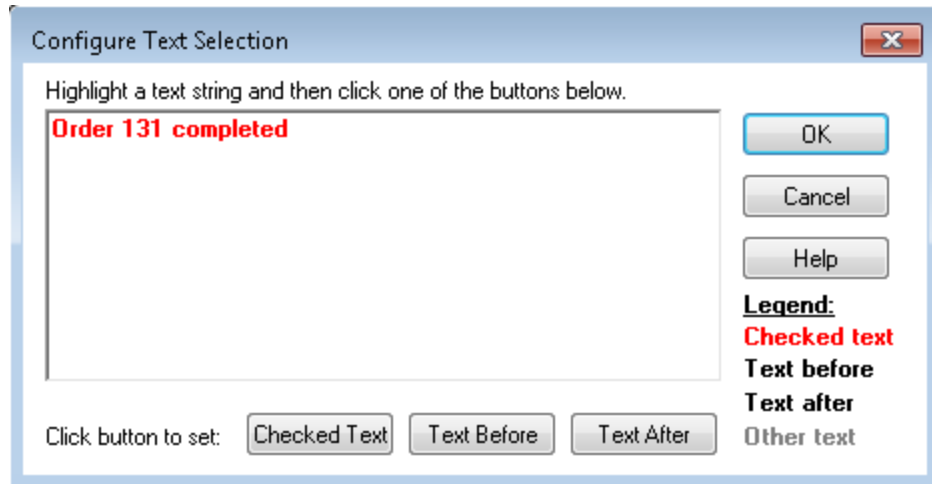 Configure Text Selection
Highlight a text string and then click one of the buttons below.
Order 131 completed
OK
Cancel
Help
Legend:
Checked text
Text before
Text after
Other text
Click button to set: Checked Text Text Before Text After